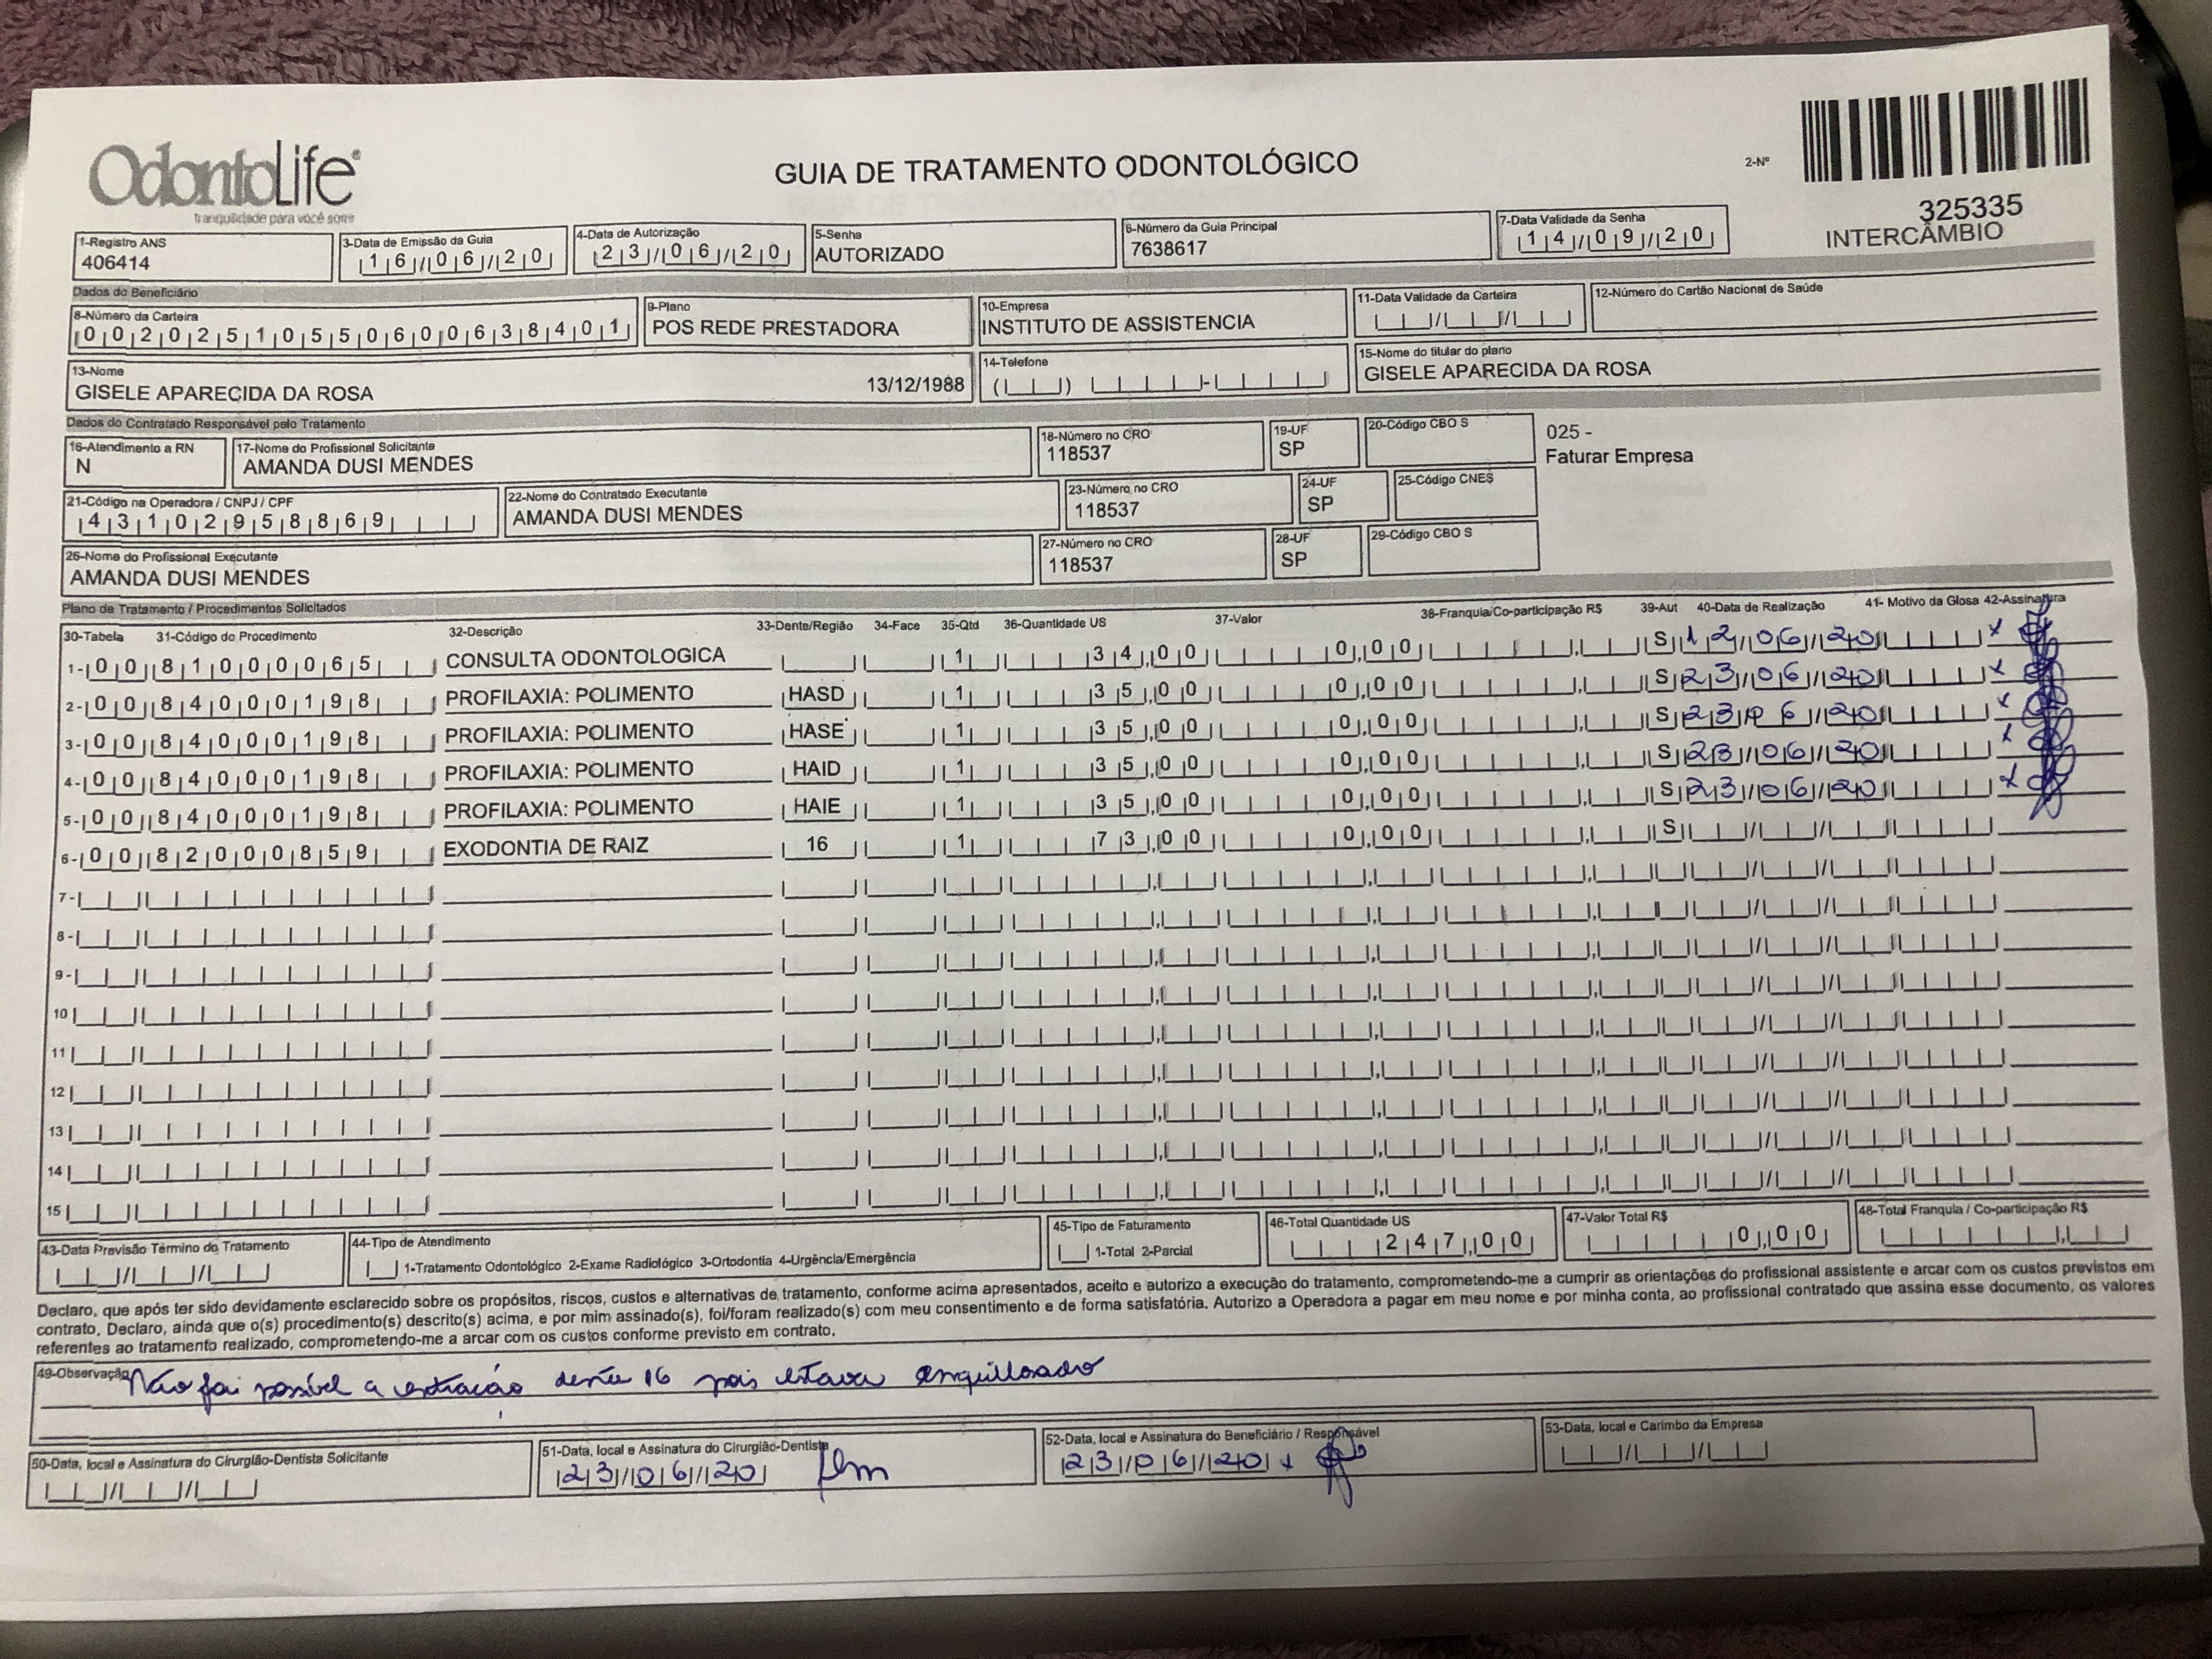 OdontoLife®
tranquilidade para você sorrir
GUIA DE TRATAMENTO ODONTOLÓGICO
2-Nº
325335
INTERCÂMBIO
1-Registro ANS
406414
3-Data de Emissão da Guia
16/06/20
4-Data de Autorização
23/06/20
5-Senha
AUTORIZADO
6-Número da Guia Principal
7638617
7-Data Validade da Senha
14/09/20
Dados do Beneficiário
8-Número da Carteira
00202510550600638401
9-Plano
POS REDE PRESTADORA
10-Empresa
INSTITUTO DE ASSISTENCIA
11-Data Validade da Carteira
12-Número do Cartão Nacional de Saúde
13-Nome
GISELE APARECIDA DA ROSA 13/12/1988
14-Telefone
15-Nome do titular do plano
GISELE APARECIDA DA ROSA
Dados do Contratado Responsável pelo Tratamento
16-Atendimento a RN
N
17-Nome do Profissional Solicitante
AMANDA DUSI MENDES
18-Número no CRO
118537
19-UF
SP
20-Código CBO S
025 -
Faturar Empresa
21-Código na Operadora / CNPJ / CPF
43102958869
22-Nome do Contratado Executante
AMANDA DUSI MENDES
23-Número no CRO
118537
24-UF
SP
25-Código CNES
26-Nome do Profissional Executante
AMANDA DUSI MENDES
27-Número no CRO
118537
28-UF
SP
29-Código CBO S
Plano de Tratamento / Procedimentos Solicitados
30-Tabela 31-Código do Procedimento 32-Descrição 33-Dente/Região 34-Face 35-Qtd 36-Quantidade US 37-Valor 38-Franquia/Co-participação R$ 39-Aut 40-Data de Realização 41- Motivo da Glosa 42-Assinatura
1- 00 81000065 CONSULTA ODONTOLOGICA 1 34,00 0,00 S 12/06/20 x
2- 00 84000198 PROFILAXIA: POLIMENTO HASD 1 35,00 0,00 S 23/06/20 x
3- 00 84000198 PROFILAXIA: POLIMENTO HASE 1 35,00 0,00 S 23/06/20 x
4- 00 84000198 PROFILAXIA: POLIMENTO HAID 1 35,00 0,00 S 23/06/20 x
5- 00 84000198 PROFILAXIA: POLIMENTO HAIE 1 35,00 0,00 S 23/06/20 x
6- 00 82000859 EXODONTIA DE RAIZ 16 1 73,00 0,00 S
7-
8-
9-
10
11
12
13
14
15
43-Data Previsão Término do Tratamento
44-Tipo de Atendimento
1-Tratamento Odontológico 2-Exame Radiológico 3-Ortodontia 4-Urgência/Emergência
45-Tipo de Faturamento
1-Total 2-Parcial
46-Total Quantidade US
247,00
47-Valor Total R$
0,00
48-Total Franquia / Co-participação R$
Declaro, que após ter sido devidamente esclarecido sobre os propósitos, riscos, custos e alternativas de tratamento, conforme acima apresentados, aceito e autorizo a execução do tratamento, comprometendo-me a cumprir as orientações do profissional assistente e arcar com os custos previstos em
contrato, Declaro, ainda que o(s) procedimento(s) descrito(s) acima, e por mim assinado(s), foi/foram realizado(s) com meu consentimento e de forma satisfatória. Autorizo a Operadora a pagar em meu nome e por minha conta, ao profissional contratado que assina esse documento, os valores
referentes ao tratamento realizado, comprometendo-me a arcar com os custos conforme previsto em contrato.
49-Observação
Não foi possível a extração dente 16 pois estava anquilosado
50-Data, local e Assinatura do Cirurgião-Dentista Solicitante
51-Data, local e Assinatura do Cirurgião-Dentista
23/06/20
52-Data, local e Assinatura do Beneficiário / Responsável
23/06/20 x
53-Data, local e Carimbo da Empresa